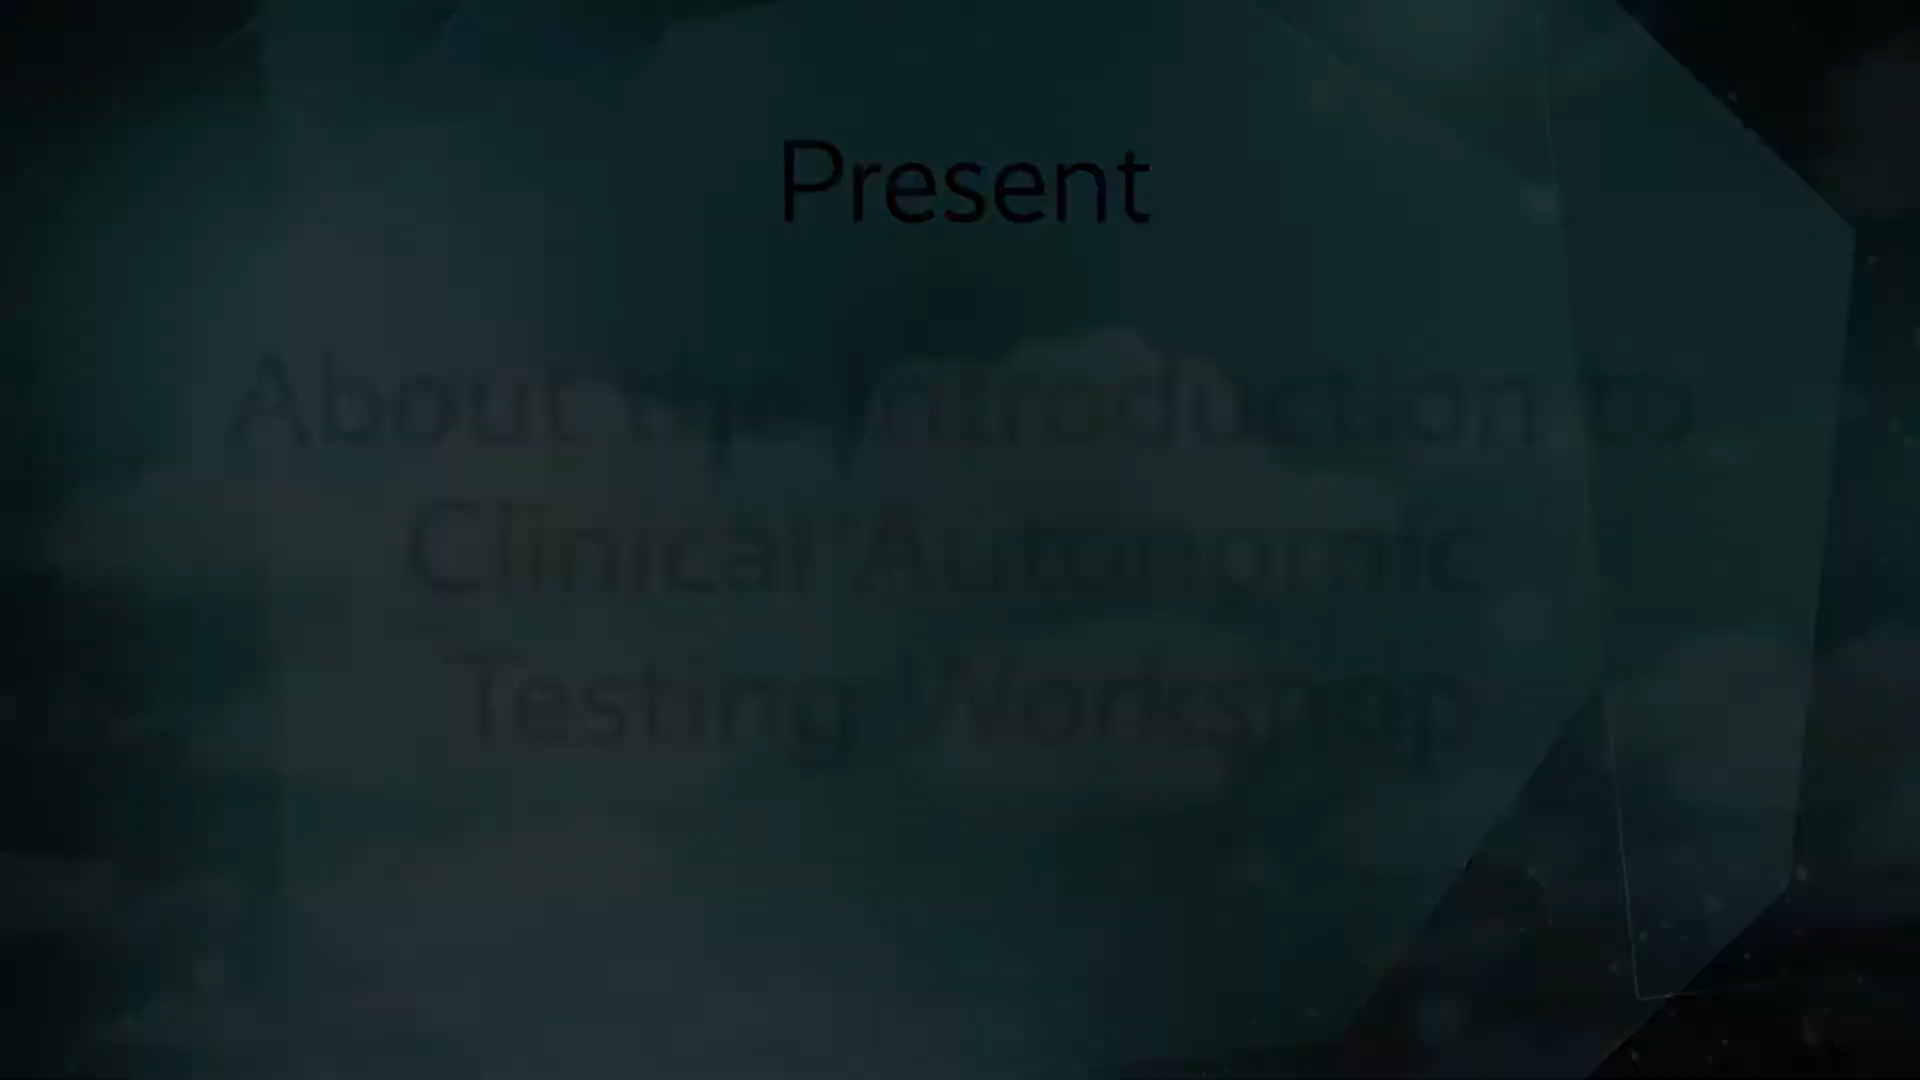 Present
About the Introduction to
Clinical Autonomic
Testing Workshop